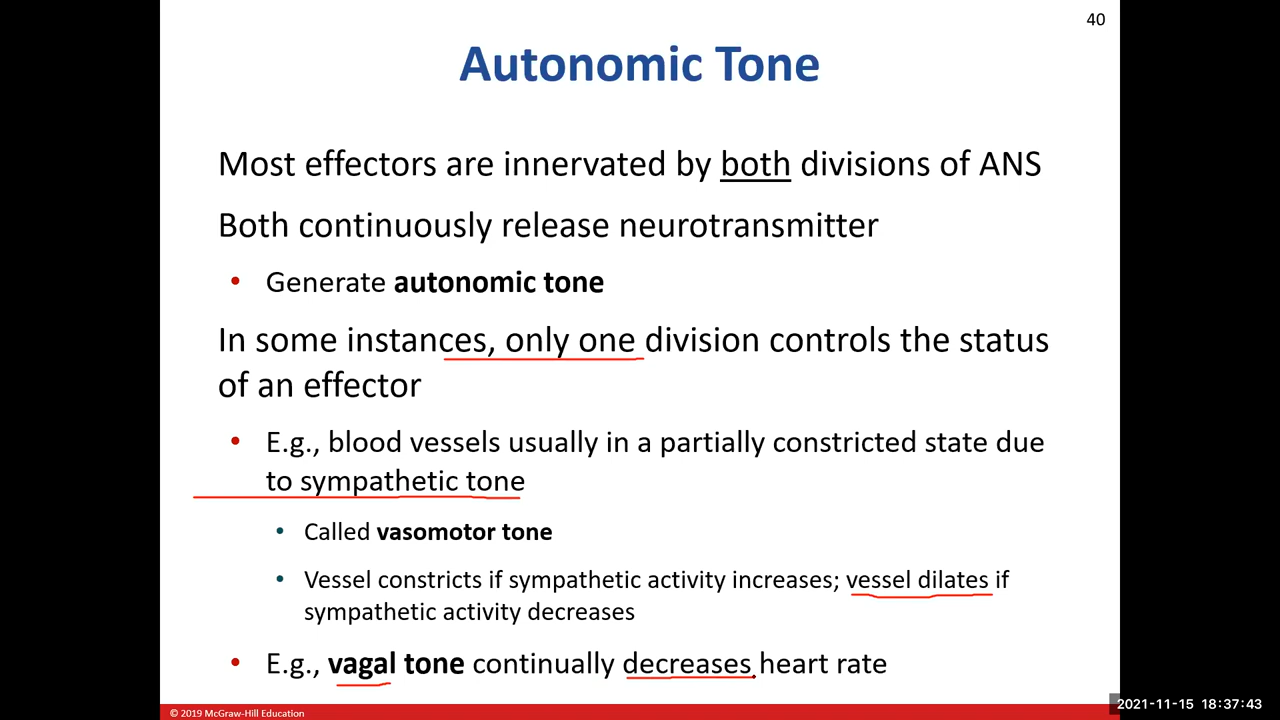 40
Autonomic Tone
Most effectors are innervated by both divisions of ANS
Both continuously release neurotransmitter
• Generate autonomic tone
In some instances, only one division controls the status
of an effector
• E.g., blood vessels usually in a partially constricted state due
to sympathetic tone
• Called vasomotor tone
• Vessel constricts if sympathetic activity increases; vessel dilates if
sympathetic activity decreases
• E.g., vagal tone continually decreases heart rate
© 2019 McGraw-Hill Education
2021-11-15 18:37:43